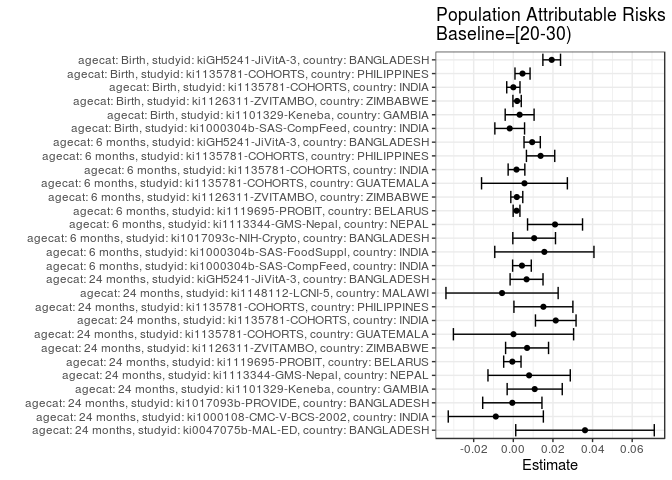 Population Attributable Risks
Baseline=[20-30)
agecat: Birth, studyid: kiGH5241-JiVitA-3, country: BANGLADESH
agecat: Birth, studyid: ki1135781-COHORTS, country: PHILIPPINES
agecat: Birth, studyid: ki1135781-COHORTS, country: INDIA
agecat: Birth, studyid: ki1126311-ZVITAMBO, country: ZIMBABWE
agecat: Birth, studyid: ki1101329-Keneba, country: GAMBIA
agecat: Birth, studyid: ki1000304b-SAS-CompFeed, country: INDIA
agecat: 6 months, studyid: kiGH5241-JiVitA-3, country: BANGLADESH
agecat: 6 months, studyid: ki1135781-COHORTS, country: PHILIPPINES
agecat: 6 months, studyid: ki1135781-COHORTS, country: INDIA
agecat: 6 months, studyid: ki1135781-COHORTS, country: GUATEMALA
agecat: 6 months, studyid: ki1126311-ZVITAMBO, country: ZIMBABWE
agecat: 6 months, studyid: ki1119695-PROBIT, country: BELARUS
agecat: 6 months, studyid: ki1113344-GMS-Nepal, country: NEPAL
agecat: 6 months, studyid: ki1017093c-NIH-Crypto, country: BANGLADESH
agecat: 6 months, studyid: ki1000304b-SAS-FoodSuppl, country: INDIA
agecat: 6 months, studyid: ki1000304b-SAS-CompFeed, country: INDIA
agecat: 24 months, studyid: kiGH5241-JiVitA-3, country: BANGLADESH
agecat: 24 months, studyid: ki1148112-LCNI-5, country: MALAWI
agecat: 24 months, studyid: ki1135781-COHORTS, country: PHILIPPINES
agecat: 24 months, studyid: ki1135781-COHORTS, country: INDIA
agecat: 24 months, studyid: ki1135781-COHORTS, country: GUATEMALA
agecat: 24 months, studyid: ki1126311-ZVITAMBO, country: ZIMBABWE
agecat: 24 months, studyid: ki1119695-PROBIT, country: BELARUS
agecat: 24 months, studyid: ki1113344-GMS-Nepal, country: NEPAL
agecat: 24 months, studyid: ki1101329-Keneba, country: GAMBIA
agecat: 24 months, studyid: ki1017093b-PROVIDE, country: BANGLADESH
agecat: 24 months, studyid: ki1000108-CMC-V-BCS-2002, country: INDIA
agecat: 24 months, studyid: ki0047075b-MAL-ED, country: BANGLADESH
-0.02 0.00 0.02 0.04 0.06
Estimate